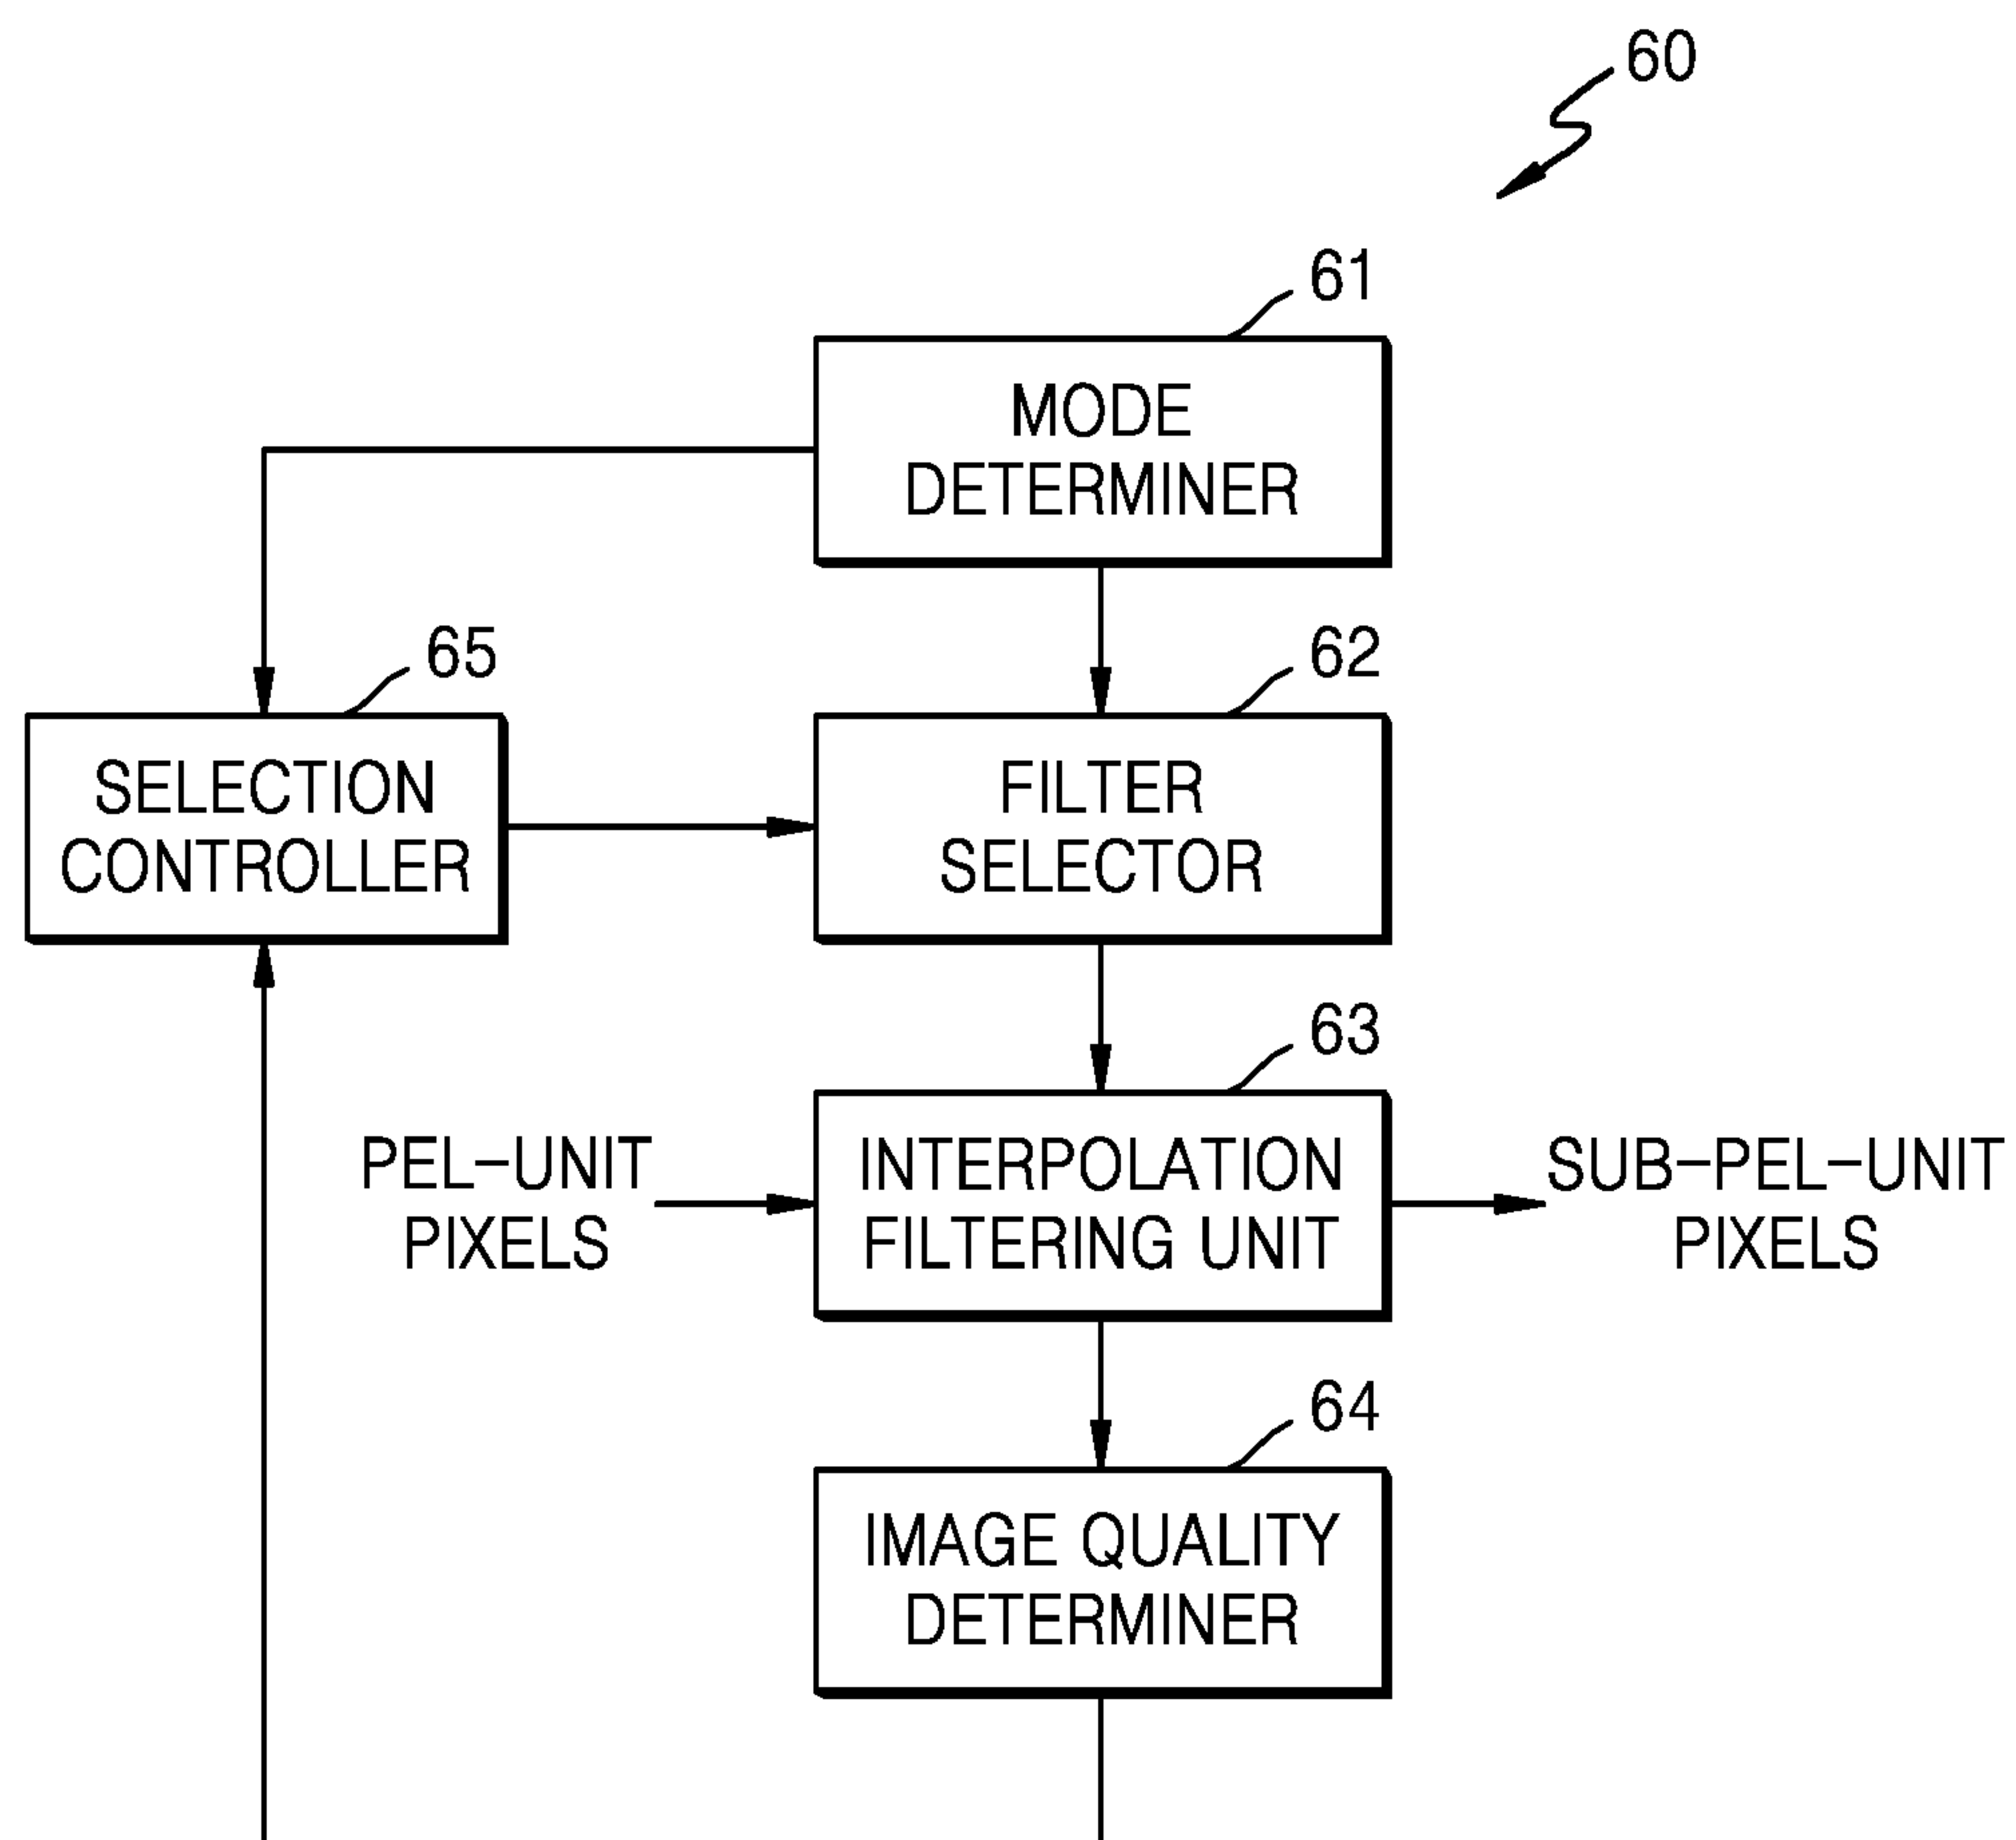 60
61
MODE
DETERMINER
65
SELECTION
CONTROLLER
62
FILTER
SELECTOR
63
PEL-UNIT
PIXELS
INTERPOLATION
FILTERING UNIT
SUB-PEL-UNIT
PIXELS
64
IMAGE QUALITY
DETERMINER